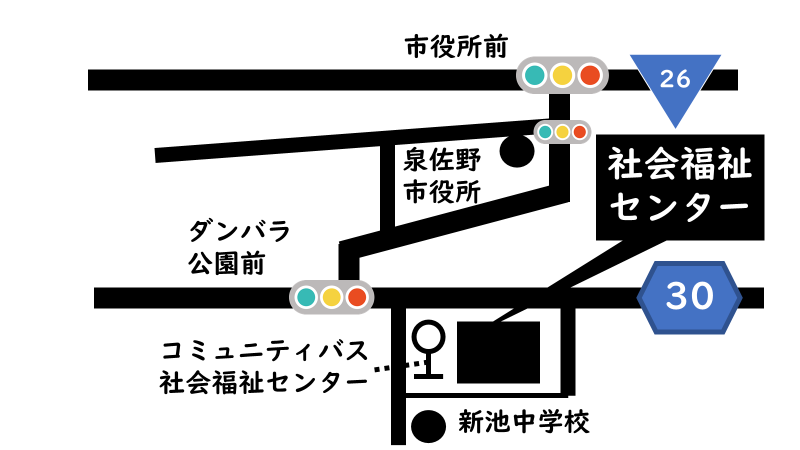 市役所前
26
泉佐野
市役所
社会福祉
センター
ダンバラ
公園前
30
コミュニティバス
社会福祉センター
新池中学校